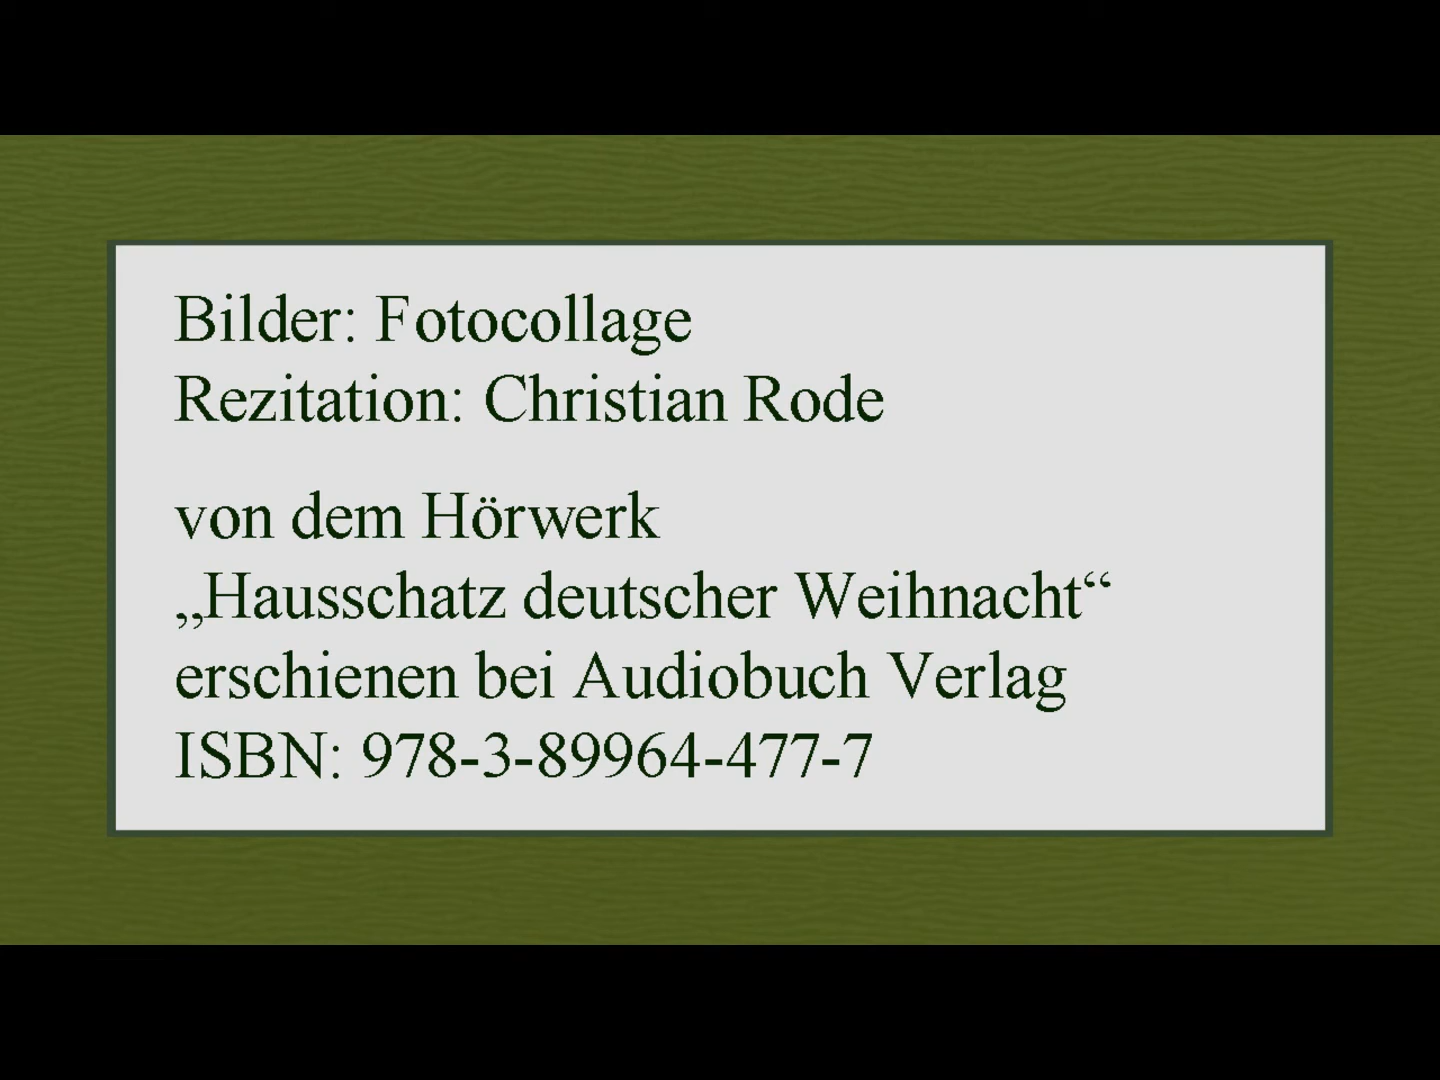 Bilder: Fotocollage
Rezitation: Christian Rode
von dem Hörwerk
„Hausschatz deutscher Weihnacht“
erschienen bei Audiobuch Verlag
ISBN: 978-3-89964-477-7